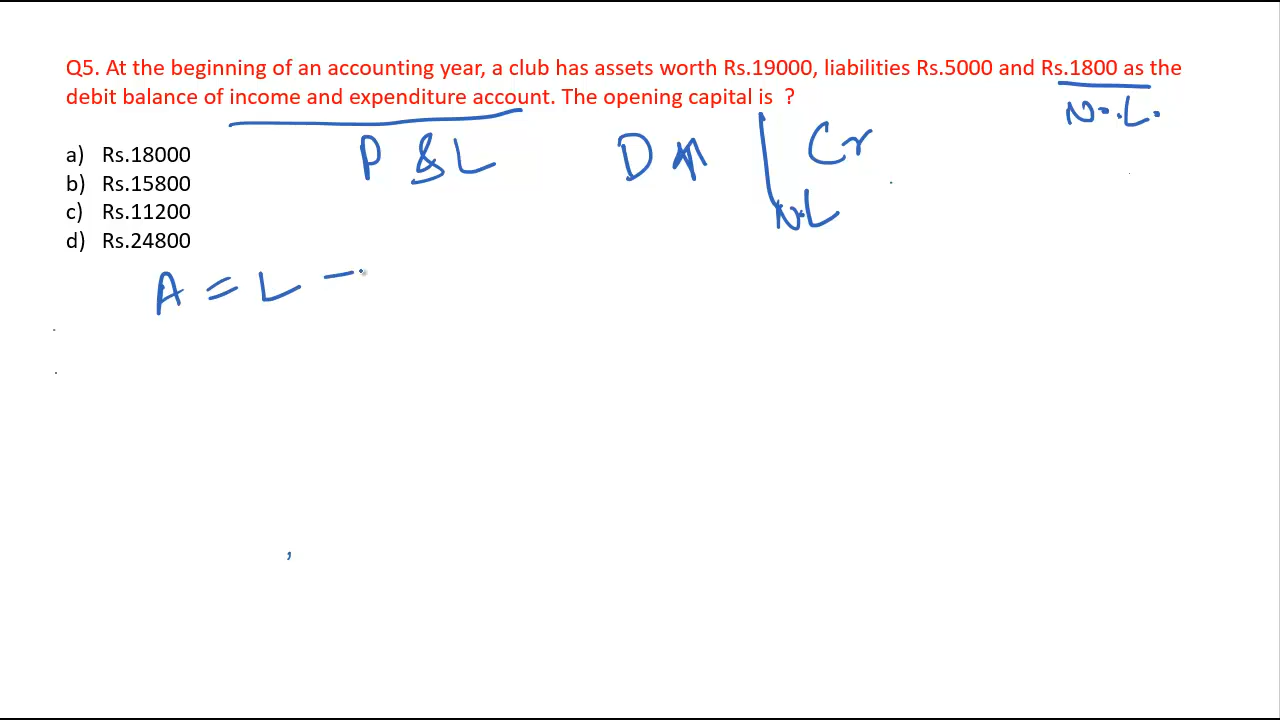 Q5. At the beginning of an accounting year, a club has assets worth Rs.19000, liabilities Rs.5000 and Rs.1800 as the
debit balance of income and expenditure account. The opening capital is ?
N.L.
P & L
Cr
a) Rs.18000
b) Rs.15800
N.L
c) Rs.11200
d) Rs.24800
A = L –